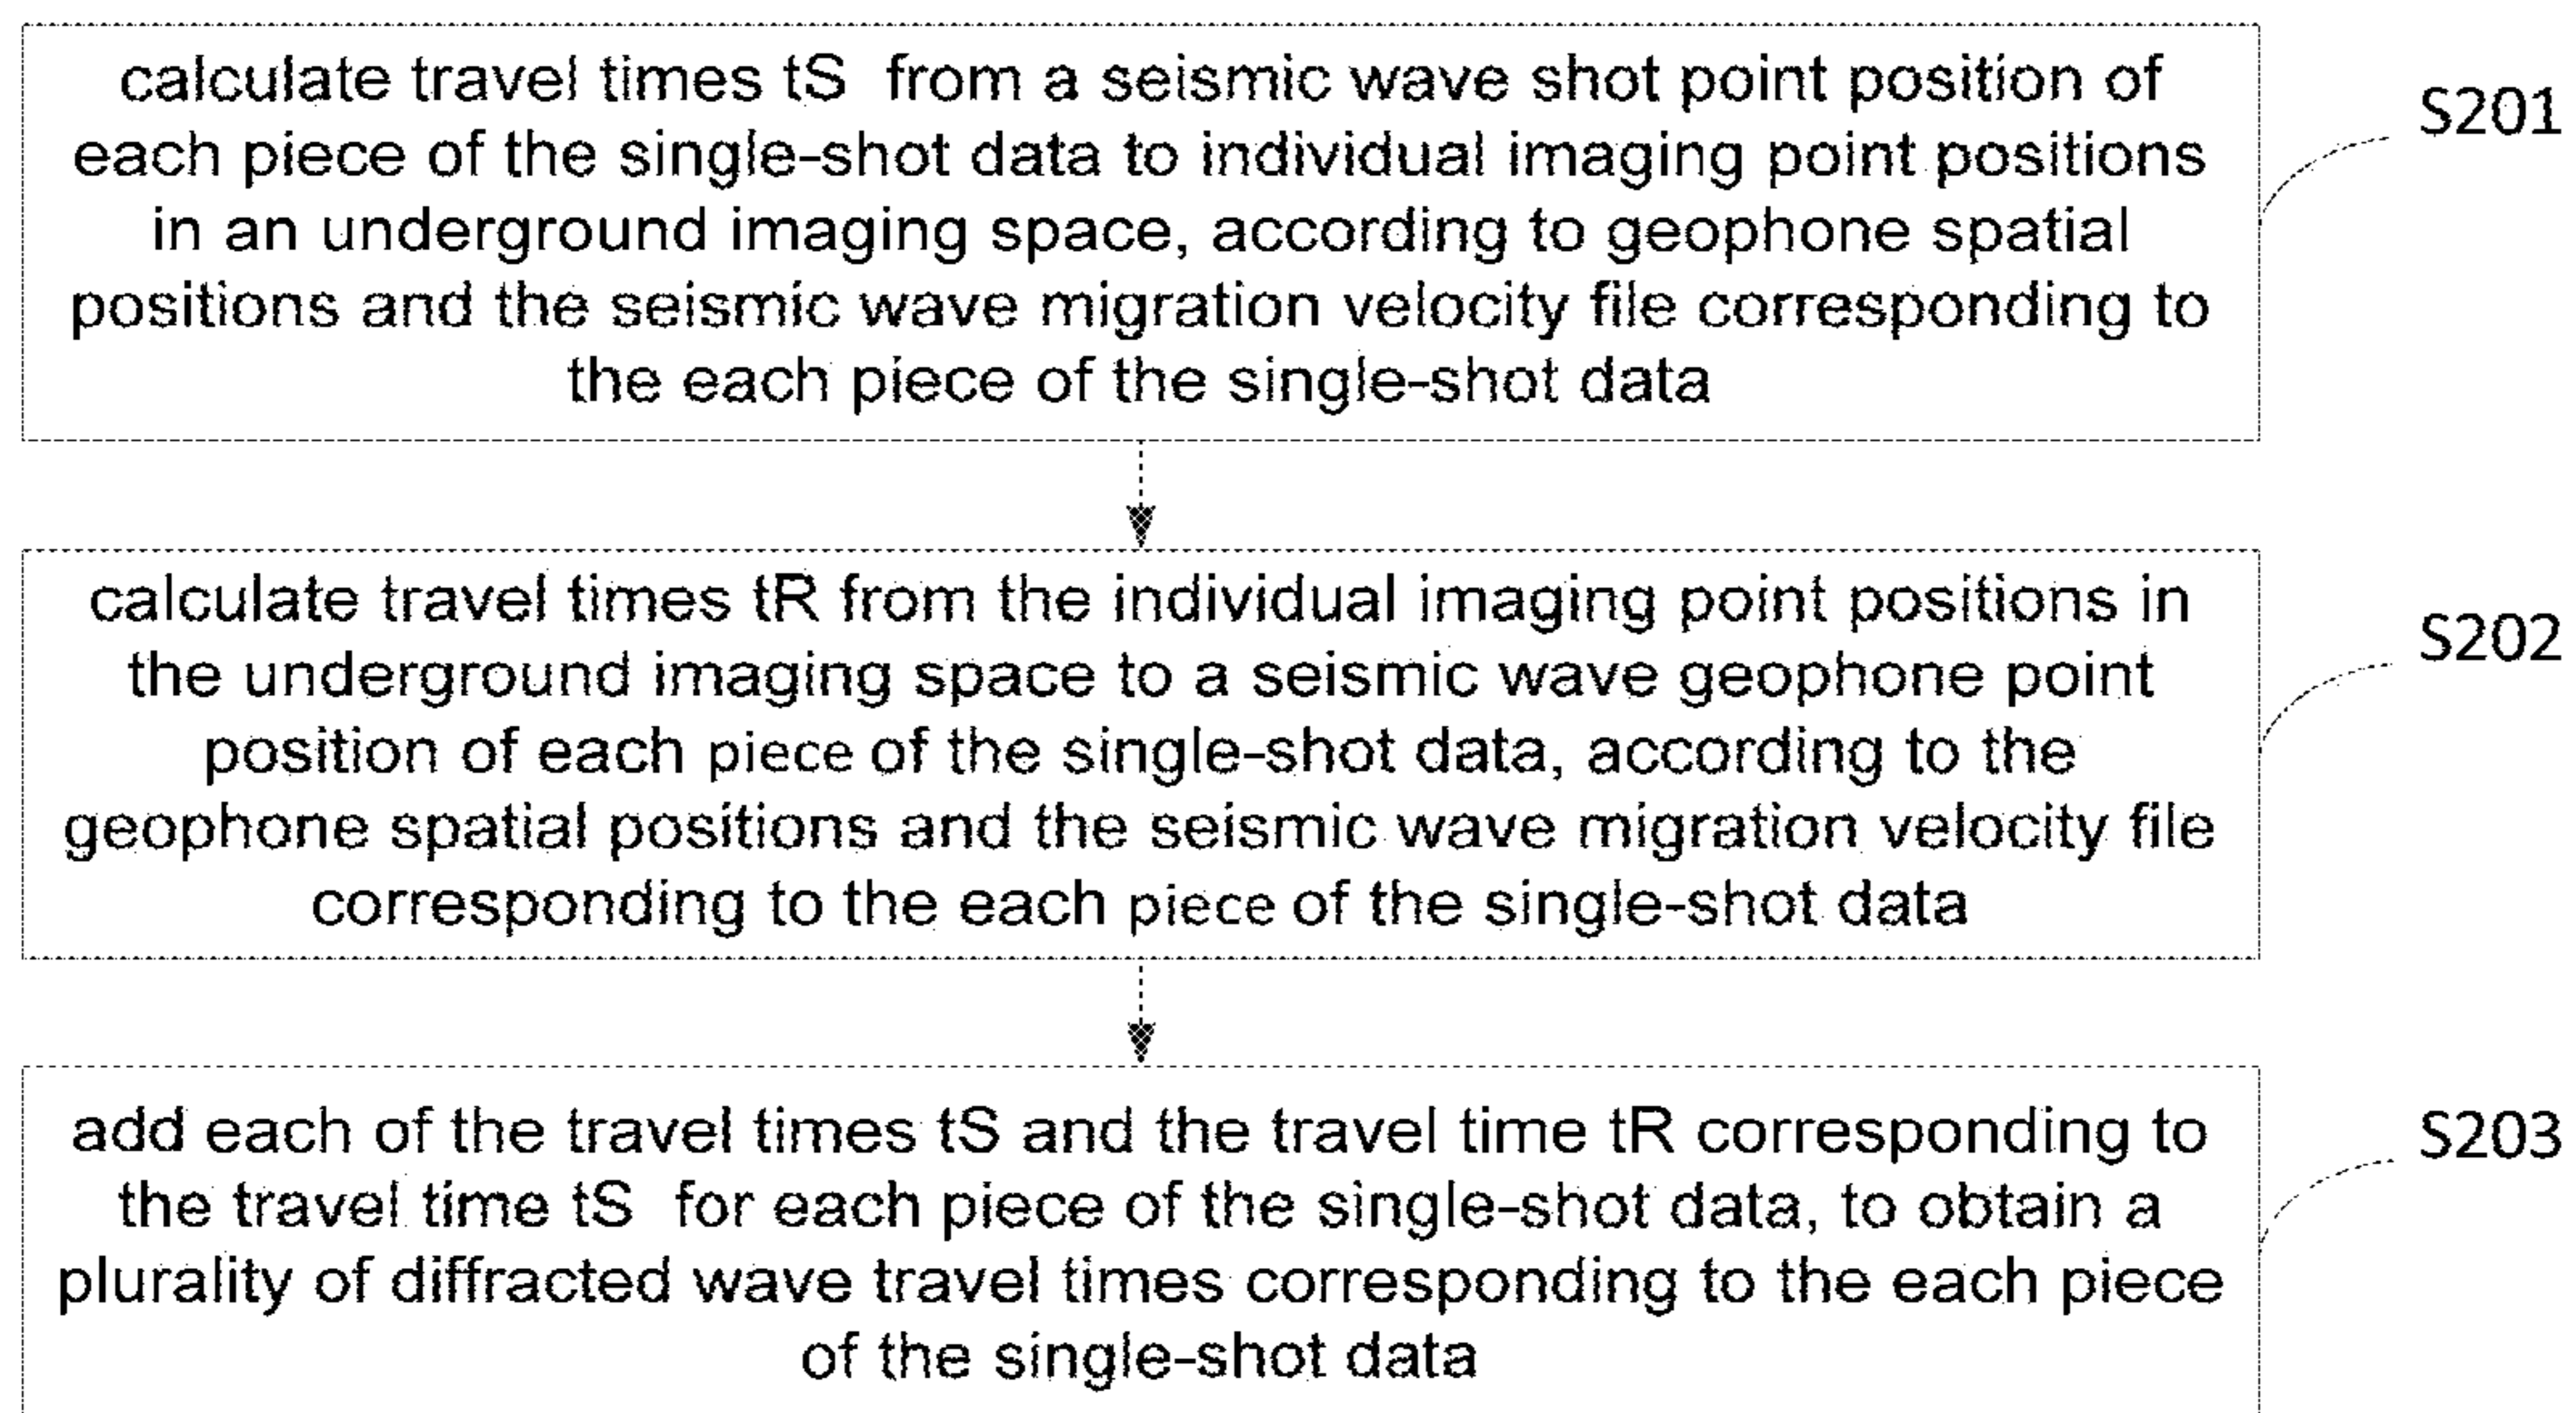 calculate travel times tS from a seismic wave shot point position of
each piece of the single-shot data to individual imaging point positions
in an underground imaging space, according to geophone spatial
positions and the seismic wave migration velocity file corresponding to
the each piece of the single-shot data
S201
calculate travel times tR from the individual imaging point positions in
the underground imaging space to a seismic wave geophone point
position of each piece of the single-shot data, according to the
geophone spatial positions and the seismic wave migration velocity file
corresponding to the each piece of the single-shot data
S202
add each of the travel times tS and the travel time tR corresponding to
the travel time tS for each piece of the single-shot data, to obtain a
plurality of diffracted wave travel times corresponding to the each piece
of the single-shot data
S203